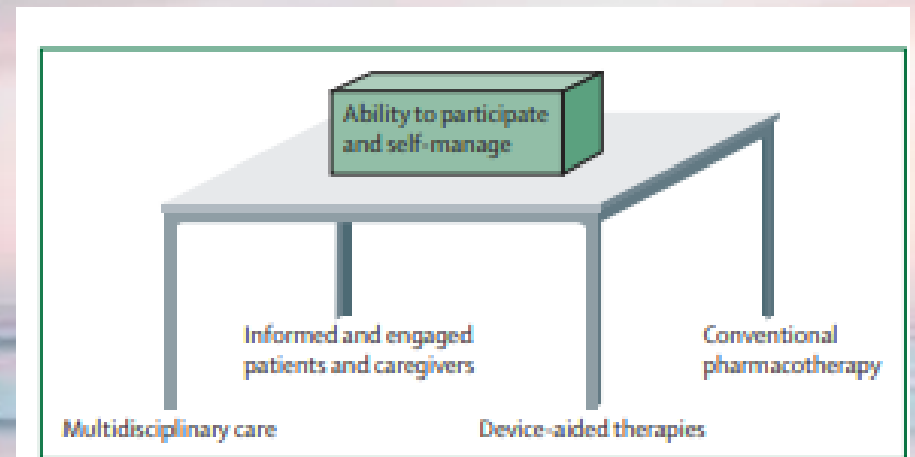 Ability to participate
and self-manage
Informed and engaged
patients and caregivers
Conventional
pharmacotherapy
Multidisciplinary care
Device-aided therapies